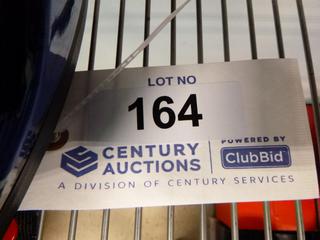 LOT NO
164
CENTURY
AUCTIONS
POWERED BY
ClubBid
A DIVISION OF CENTURY SERVICES